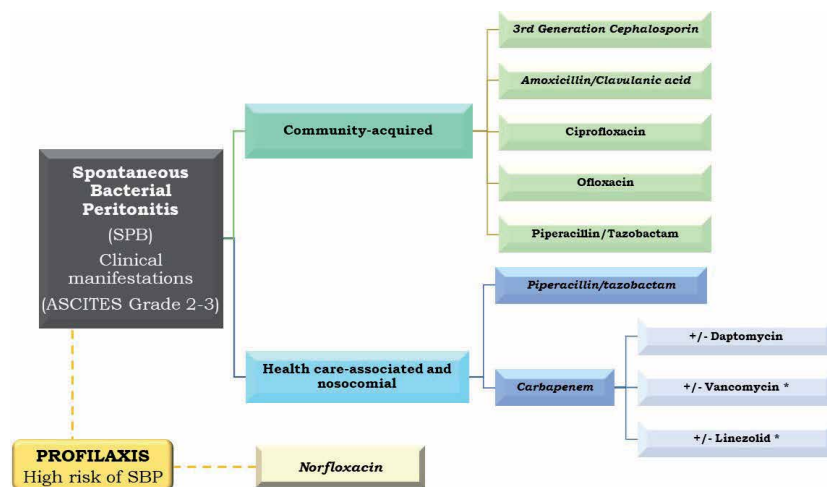 Spontaneous
Bacterial
Peritonitis
(SPB)
Clinical
manifestations
(ASCITES Grade 2-3)
Community-acquired
3rd Generation Cephalosporin
Amoxicillin/Clavulanic acid
Ciprofloxacin
Ofloxacin
Piperacillin/Tazobactam
Health care-associated and
nosocomial
Piperacillin/tazobactam
Carbapenem
+/- Daptomycin
+/- Vancomycin *
+/- Linezolid *
PROFILAXIS
High risk of SBP
Norfloxacin